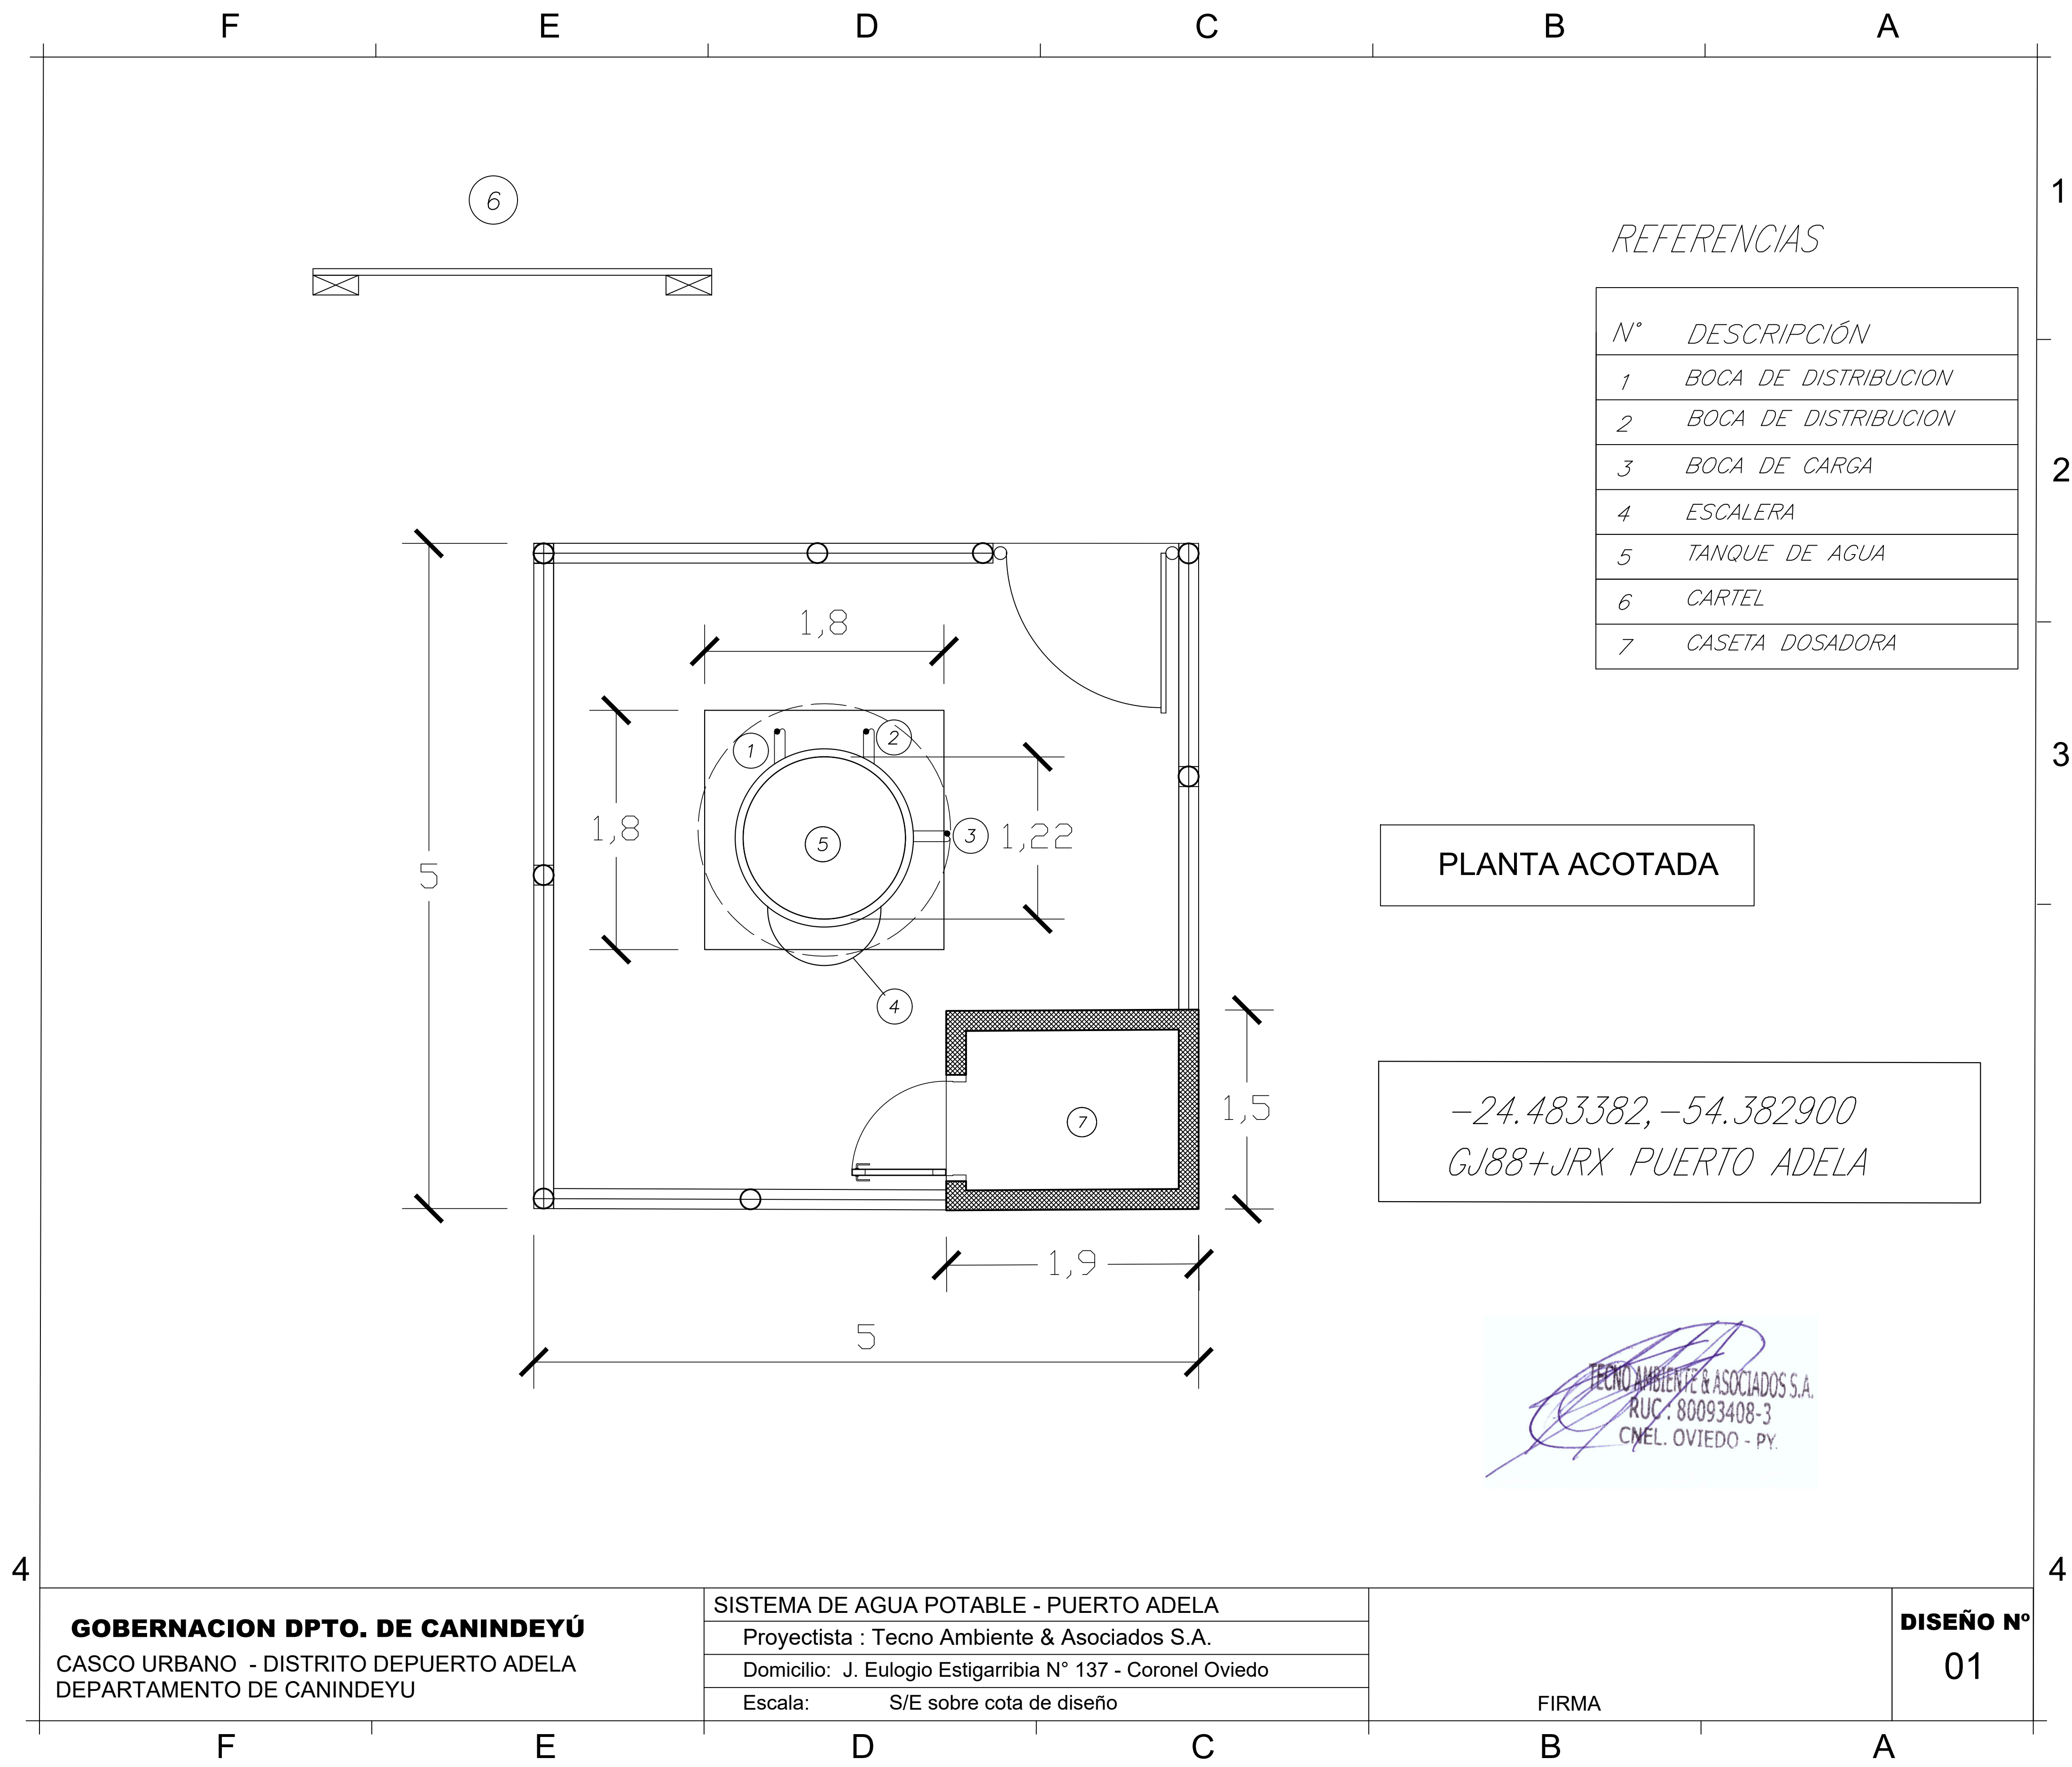 F E D C B A
1
2
3
4
4
6
REFERENCIAS
N° DESCRIPCIÓN
1 BOCA DE DISTRIBUCION
2 BOCA DE DISTRIBUCION
3 BOCA DE CARGA
4 ESCALERA
5 TANQUE DE AGUA
6 CARTEL
7 CASETA DOSADORA
1,8
1
2
1,8
5
3
1,22
5
4
7
1,5
1,9
5
PLANTA ACOTADA
-24.483382,-54.382900
GJ88+JRX PUERTO ADELA
TECNO AMBIENTE & ASOCIADOS S.A.
RUC : 80093408-3
CNEL. OVIEDO - PY.
GOBERNACION DPTO. DE CANINDEYÚ
CASCO URBANO - DISTRITO DEPUERTO ADELA
DEPARTAMENTO DE CANINDEYU
SISTEMA DE AGUA POTABLE - PUERTO ADELA
Proyectista : Tecno Ambiente & Asociados S.A.
Domicilio: J. Eulogio Estigarribia N° 137 - Coronel Oviedo
Escala: S/E sobre cota de diseño
FIRMA
DISEÑO Nº
01
F E D C B A